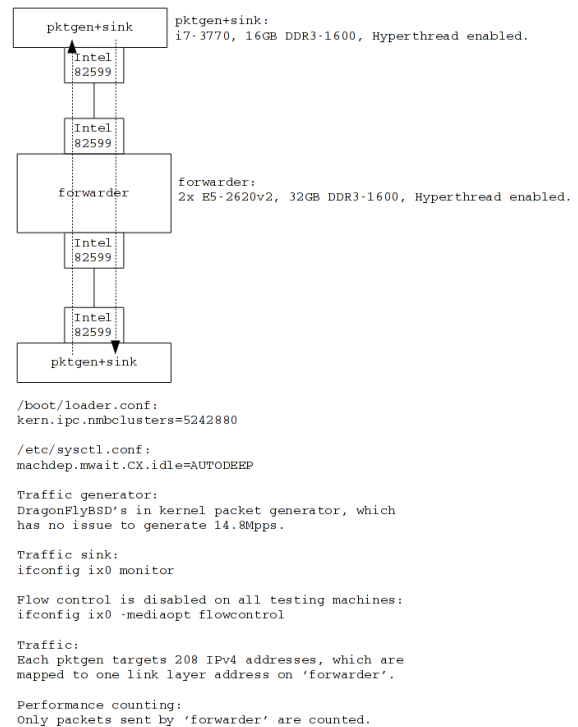 pktgen+sink
pktgen+sink:
i7-3770, 16GB DDR3-1600, Hyperthread enabled.
Intel
82599
Intel
82599
forwarder
forwarder:
2x E5-2620v2, 32GB DDR3-1600, Hyperthread enabled.
Intel
82599
Intel
82599
pktgen+sink
/boot/loader.conf:
kern.ipc.nmbclusters=5242880
/etc/sysctl.conf:
machdep.mwait.CX.idle=AUTODEEP
Traffic generator:
DragonFlyBSD's in kernel packet generator, which
has no issue to generate 14.8Mpps.
Traffic sink:
ifconfig ix0 monitor
Flow control is disabled on all testing machines:
ifconfig ix0 -mediaopt flowcontrol
Traffic:
Each pktgen targets 208 IPv4 addresses, which are
mapped to one link layer address on 'forwarder'.
Performance counting:
Only packets sent by 'forwarder' are counted.